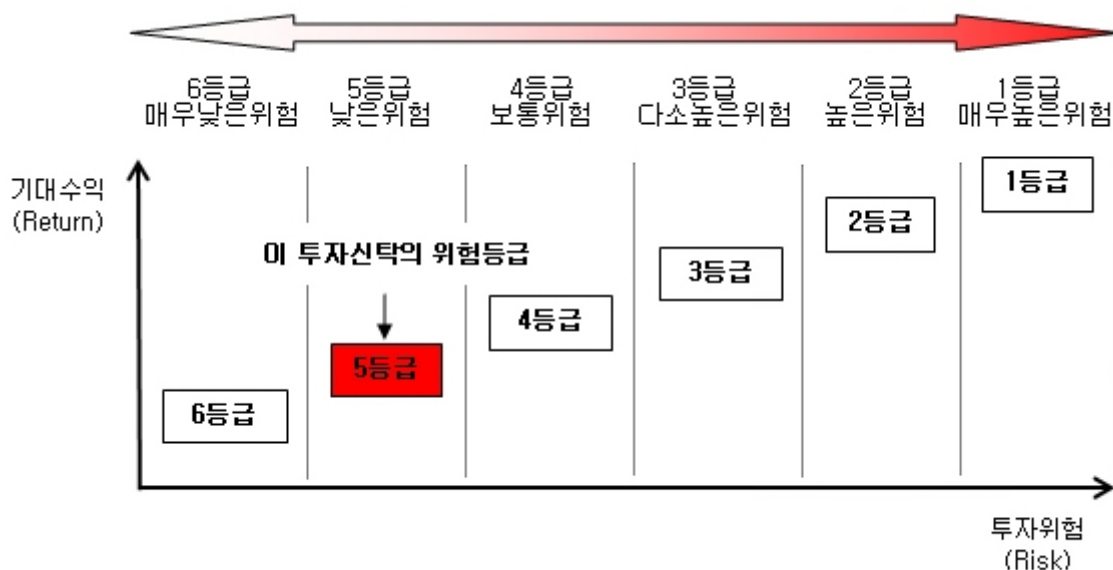 6등급
매우낮은위험
5등급
낮은위험
4등급
보통위험
3등급
다소높은위험
2등급
높은위험
1등급
매우높은위험
기대수익
(Return)
1등급
2등급
이 투자신탁의 위험등급
3등급
4등급
5등급
6등급
투자위험
(Risk)